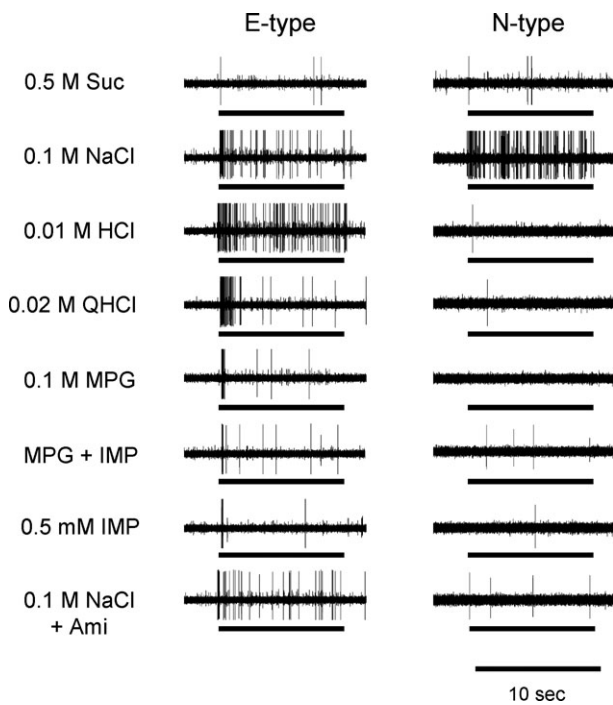 E-type N-type
0.5 M Suc
0.1 M NaCl
0.01 M HCl
0.02 M QHCl
0.1 M MPG
MPG + IMP
0.5 mM IMP
0.1 M NaCl
+ Ami
10 sec